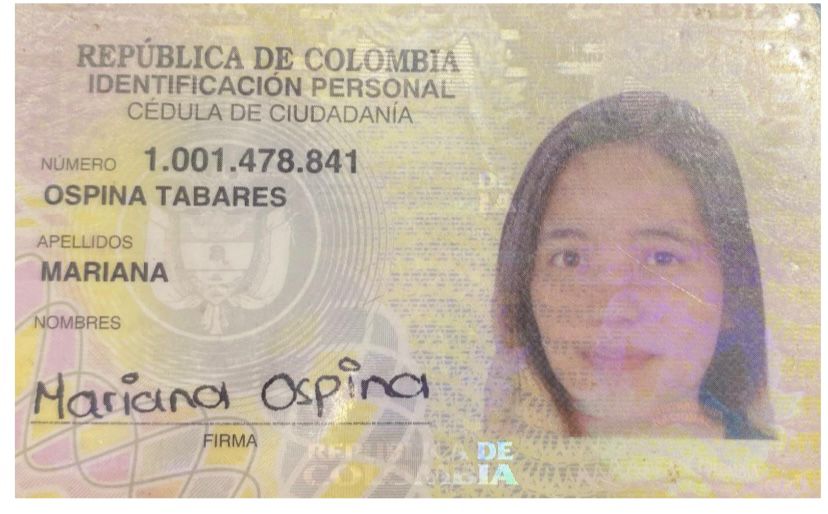 REPÚBLICA DE COLOMBIA
IDENTIFICACIÓN PERSONAL
CÉDULA DE CIUDADANÍA
NÚMERO 1.001.478.841
OSPINA TABARES
APELLIDOS
MARIANA
NOMBRES
Mariana Ospina
FIRMA
REPÚBLICA DE
COLOMBIA